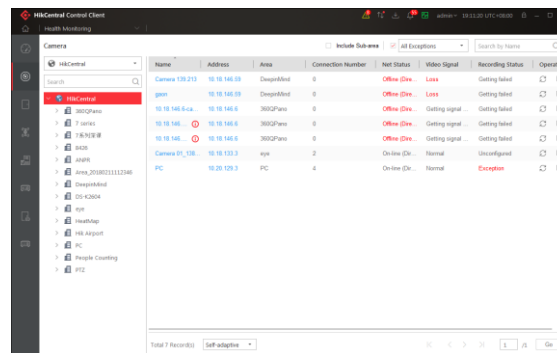 HikCentral Control Client
admin 18:11:20 UTC+08:00
Health Monitoring
Camera
Include Sub-area
All Exceptions
Search by Name
HikCentral
Name Address Area Connection Number Net Status Video Signal Recording Status Operat
Search
HikCentral
360QPano
7 series
8426
ANPR
Area_20180211112346
DeepinMind
DS-K2604
eye
HeatMap
HIK Airport
PC
People Counting
PTZ
Camera 139.213 10.18.146.59 DeepinMind 0 Offline (Dire... Loss Getting failed
gaon 10.18.146.59 DeepinMind 0 Offline (Dire... Loss Getting failed
10.18.146.6-ca... 10.18.146.6 360QPano 0 Offline (Dire... Getting signal ... Getting failed
10.18.146.... 10.18.146.6 360QPano 0 Offline (Dire... Getting signal ... Getting failed
10.18.146.... 10.18.146.6 360QPano 0 Offline (Dire... Getting signal ... Getting failed
Camera 01_138... 10.18.133.3 eye 2 On-line (Dir... Normal Unconfigured
PC 10.20.129.3 PC 4 On-line (Dir... Normal Exception
Total 7 Record(s) Self-adaptive 1 /1 Go